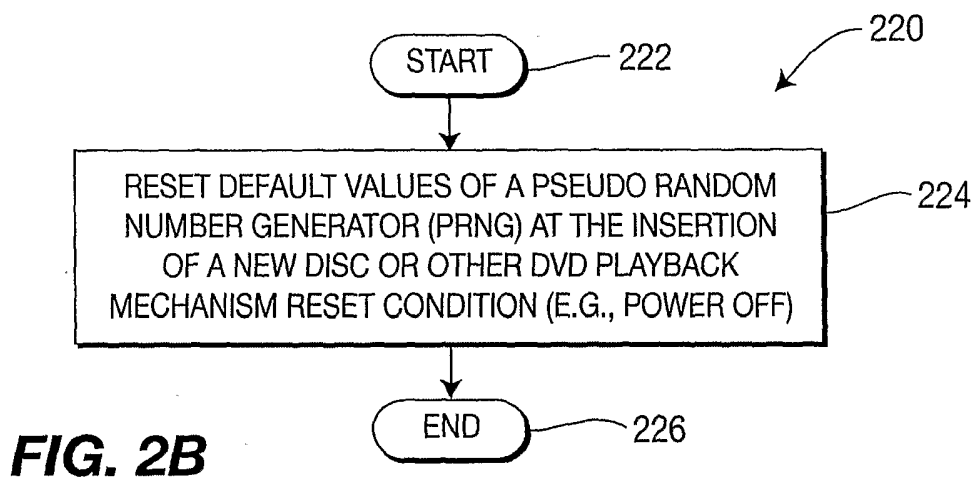 220
START
222
RESET DEFAULT VALUES OF A PSEUDO RANDOM
NUMBER GENERATOR (PRNG) AT THE INSERTION
OF A NEW DISC OR OTHER DVD PLAYBACK
MECHANISM RESET CONDITION (E.G., POWER OFF)
224
END
226
FIG. 2B